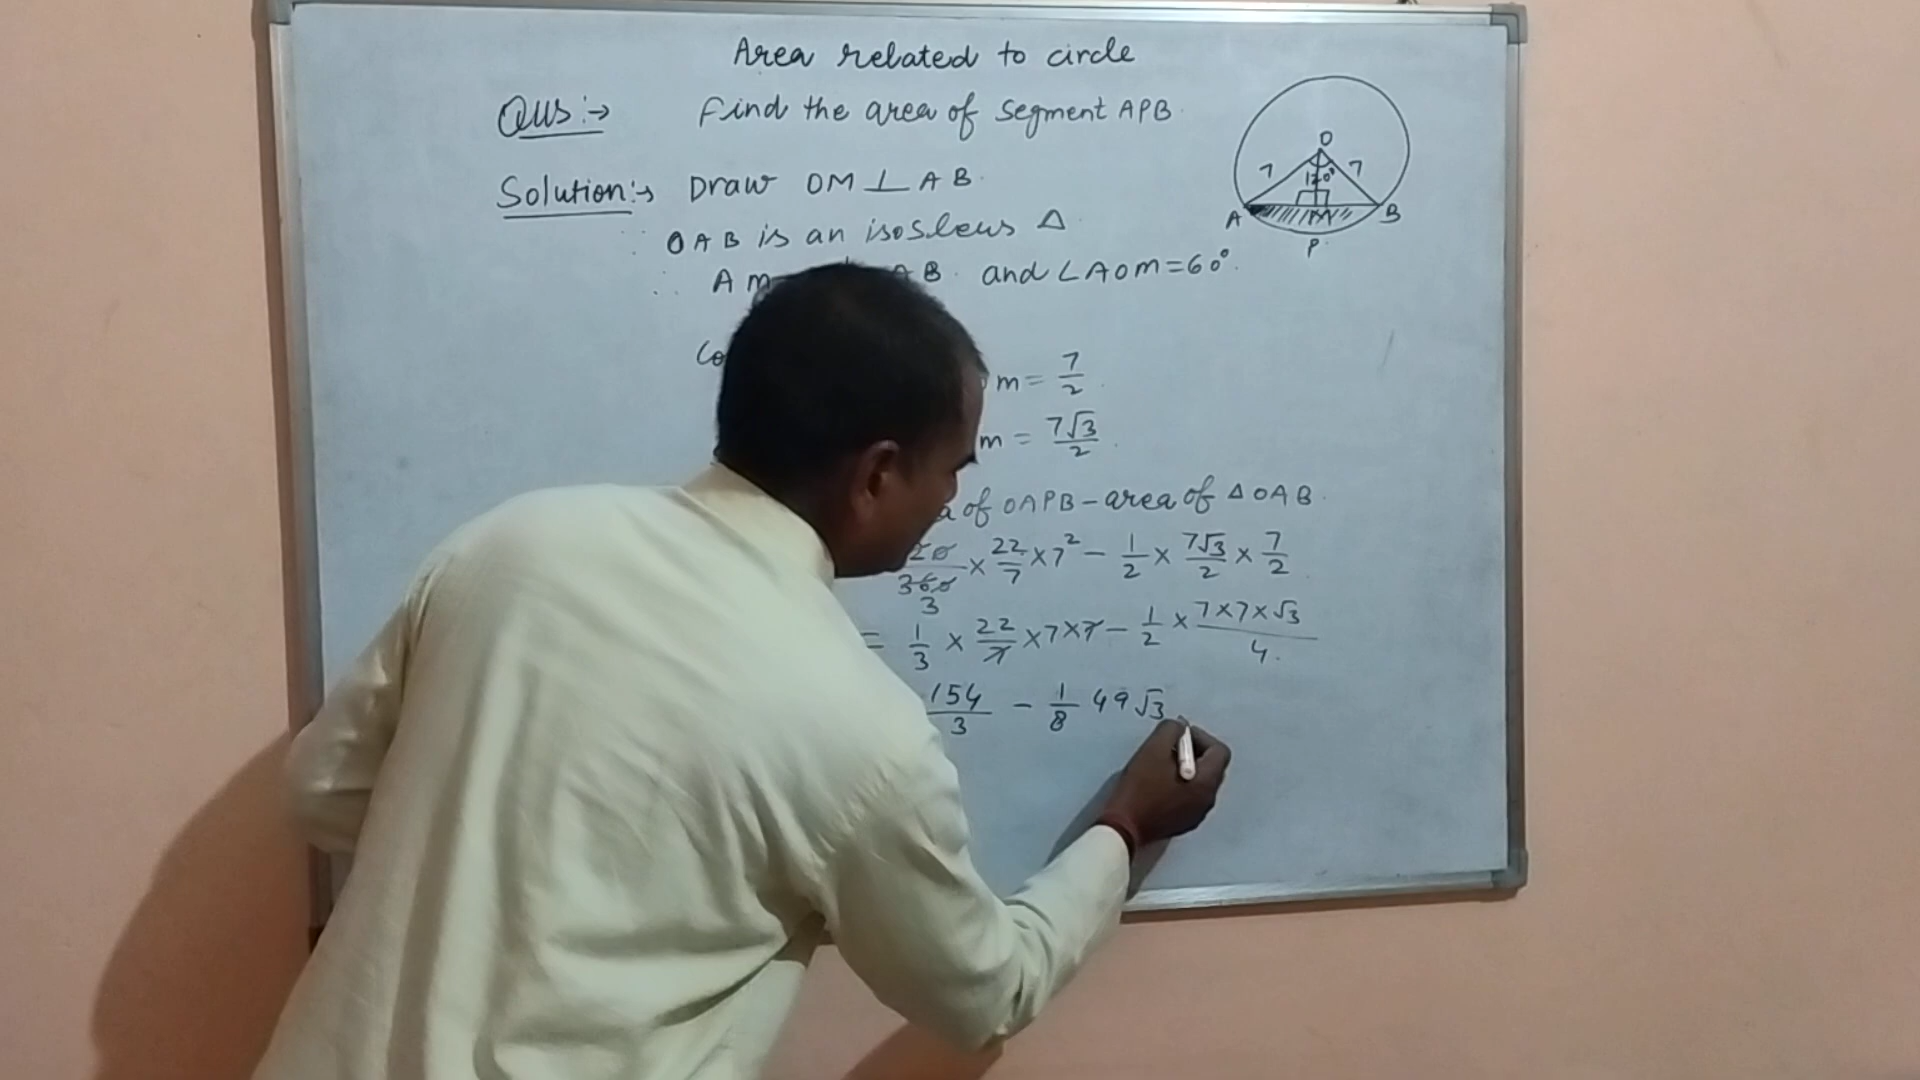 Area related to circle
Qus :→ Find the area of segment APB.
O
7 7
120°
A M B
P
Solution :→ Draw OM ⊥ AB.
∵ OAB is an isosleus △
∴ AM= AB. and ∠AOM=60°.
Co
m = 7/2.
m = 7√3/2.
of OAPB - area of △OAB.
20/360 3 × 22/7 × 7² - 1/2 × 7√3/2 × 7/2
= 1/3 × 22/7 × 7 × 7 - 1/2 × 7×7×√3/4.
154/3 - 1/8 49√3